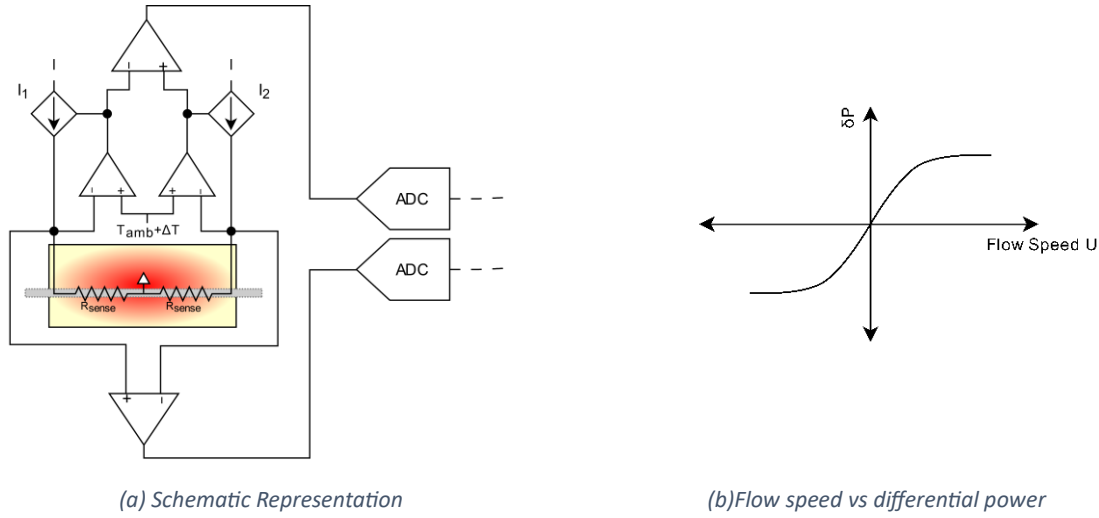 I1
I2
- +
- + + -
Tamb+ΔT
Rsense Rsense
+ -
ADC
ADC
(a) Schematic Representation
δP
Flow Speed U
(b)Flow speed vs differential power